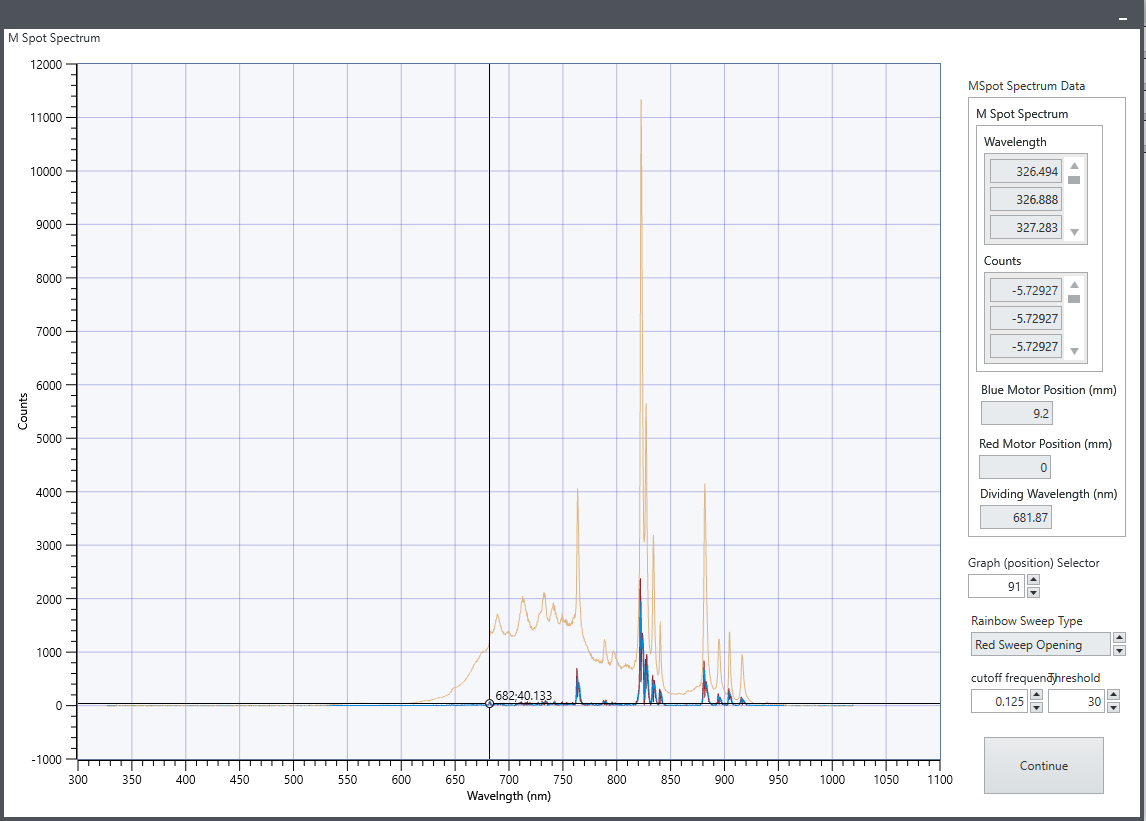 M Spot Spectrum
12000
11000
10000
9000
8000
7000
6000
5000
4000
3000
2000
1000
0
-1000
Counts
682;40.133
300 350 400 450 500 550 600 650 700 750 800 850 900 950 1000 1050 1100
Wavelngth (nm)
MSpot Spectrum Data
M Spot Spectrum
Wavelength
326.494
326.888
327.283
Counts
-5.72927
-5.72927
-5.72927
Blue Motor Position (mm)
9.2
Red Motor Position (mm)
0
Dividing Wavelength (nm)
681.87
Graph (position) Selector
91
Rainbow Sweep Type
Red Sweep Opening
cutoff frequency Threshold
0.125 30
Continue